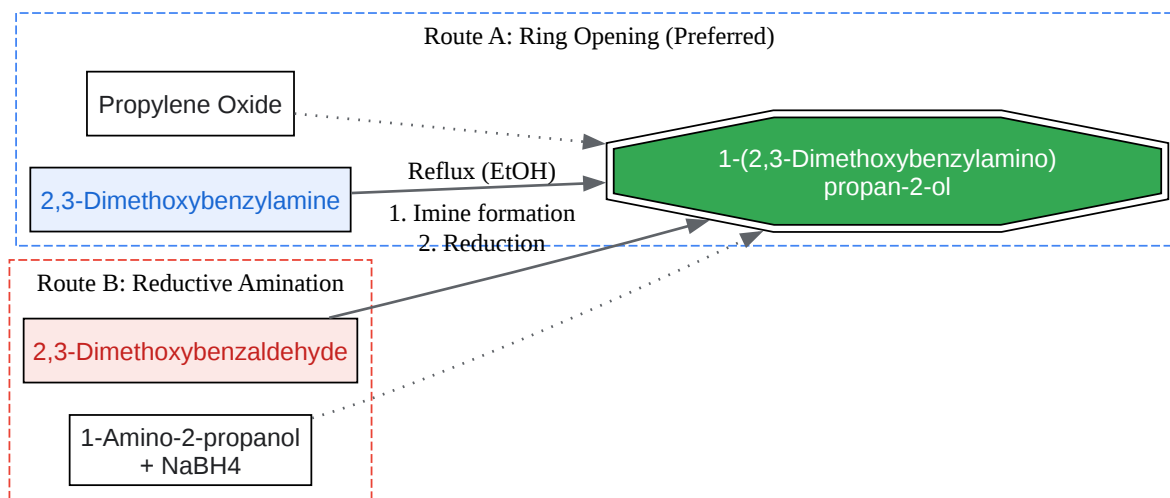 Route A: Ring Opening (Preferred)
Propylene Oxide
2,3-Dimethoxybenzylamine
Reflux (EtOH)
1. Imine formation
2. Reduction
1-(2,3-Dimethoxybenzylamino)
propan-2-ol
Route B: Reductive Amination
2,3-Dimethoxybenzaldehyde
1-Amino-2-propanol
+ NaBH4